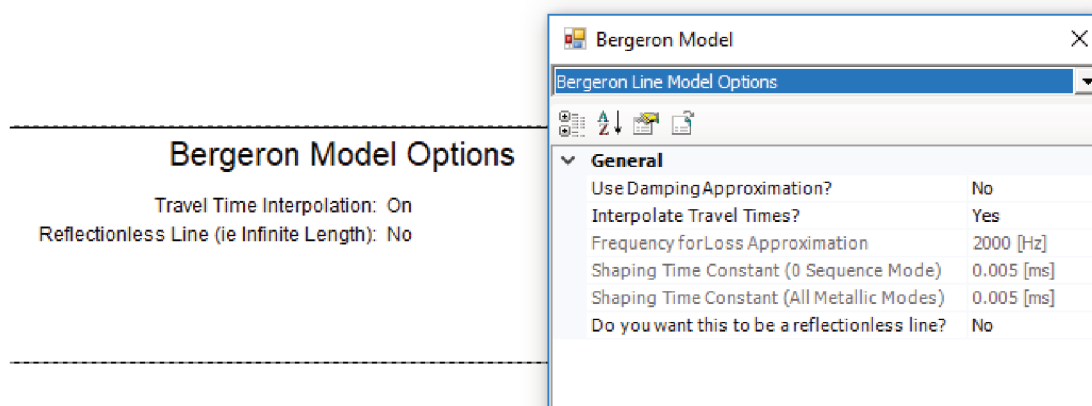 Bergeron Model Options
Travel Time Interpolation: On
Reflectionless Line (ie Infinite Length): No
Bergeron Model
Bergeron Line Model Options
General
Use Damping Approximation? No
Interpolate Travel Times? Yes
Frequency for Loss Approximation 2000 [Hz]
Shaping Time Constant (0 Sequence Mode) 0.005 [ms]
Shaping Time Constant (All Metallic Modes) 0.005 [ms]
Do you want this to be a reflectionless line? No